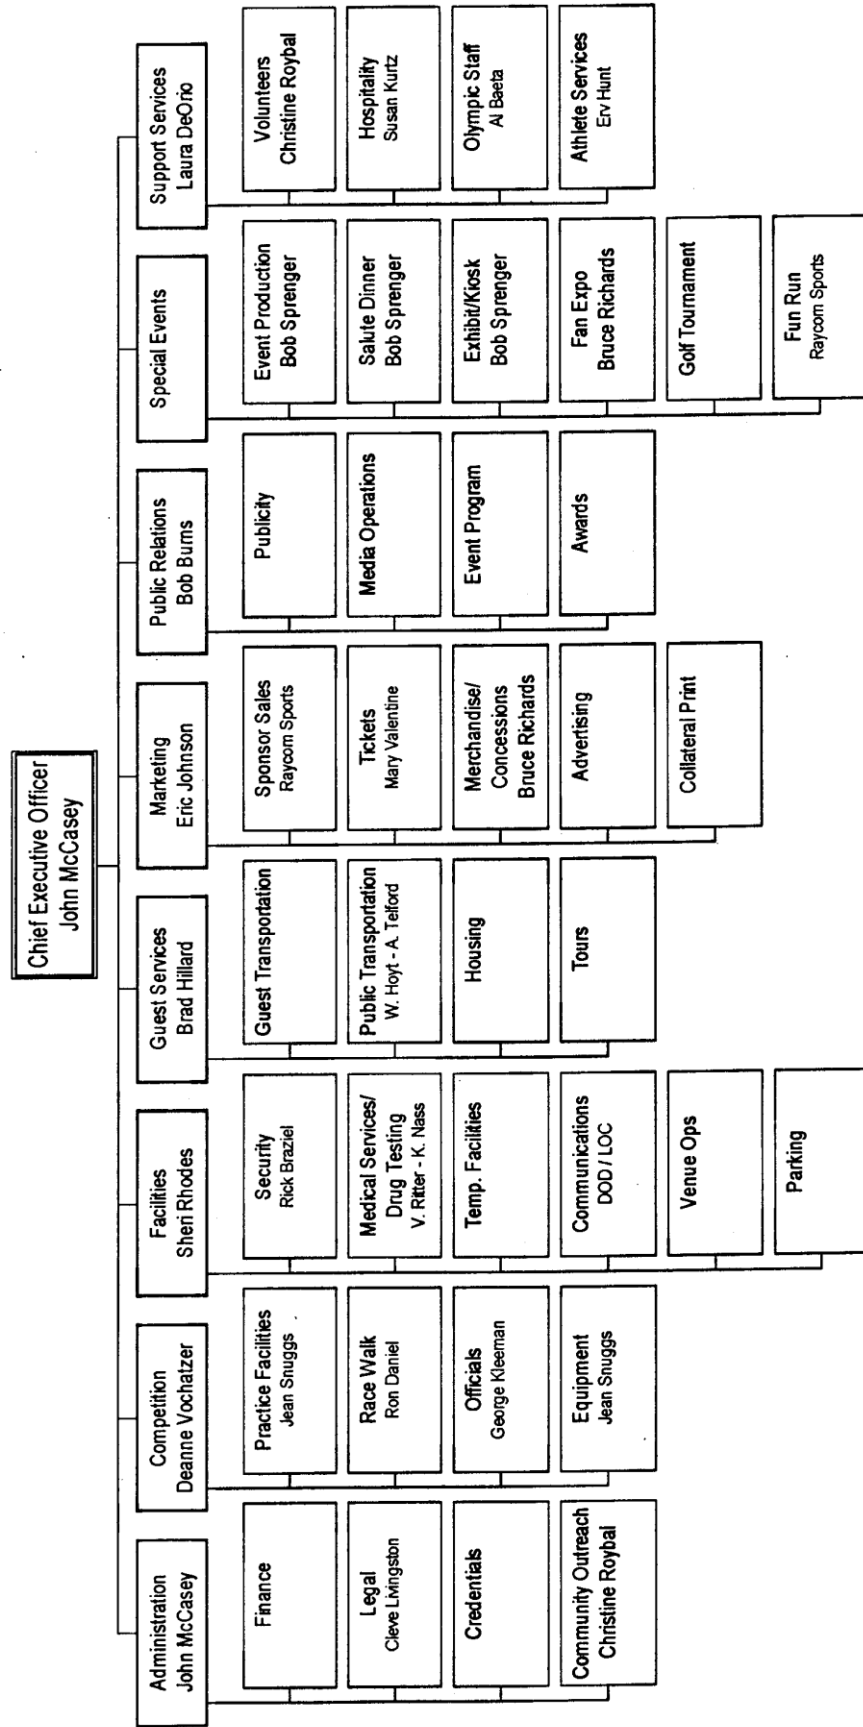 Chief Executive Officer
John McCasey
Administration
John McCasey
Finance
Legal
Cleve Livingston
Credentials
Community Outreach
Christine Roybal
Competition
Deanne Vochatzer
Practice Facilities
Jean Snuggs
Race Walk
Ron Daniel
Officials
George Kleeman
Equipment
Jean Snuggs
Facilities
Sheri Rhodes
Security
Rick Braziel
Medical Services/
Drug Testing
V. Ritter - K. Nass
Temp. Facilities
Communications
DOD / LOC
Venue Ops
Parking
Guest Services
Brad Hillard
Guest Transportation
Public Transportation
W. Hoyt - A. Telford
Housing
Tours
Marketing
Eric Johnson
Sponsor Sales
Raycom Sports
Tickets
Mary Valentine
Merchandise/
Concessions
Bruce Richards
Advertising
Collateral Print
Public Relations
Bob Burns
Publicity
Media Operations
Event Program
Awards
Special Events
Event Production
Bob Sprenger
Salute Dinner
Bob Sprenger
Exhibit/Kiosk
Bob Sprenger
Fan Expo
Bruce Richards
Golf Tournament
Fun Run
Raycom Sports
Support Services
Laura DeOrio
Volunteers
Christine Roybal
Hospitality
Susan Kurtz
Olympic Staff
Al Baeta
Athlete Services
Erv Hunt